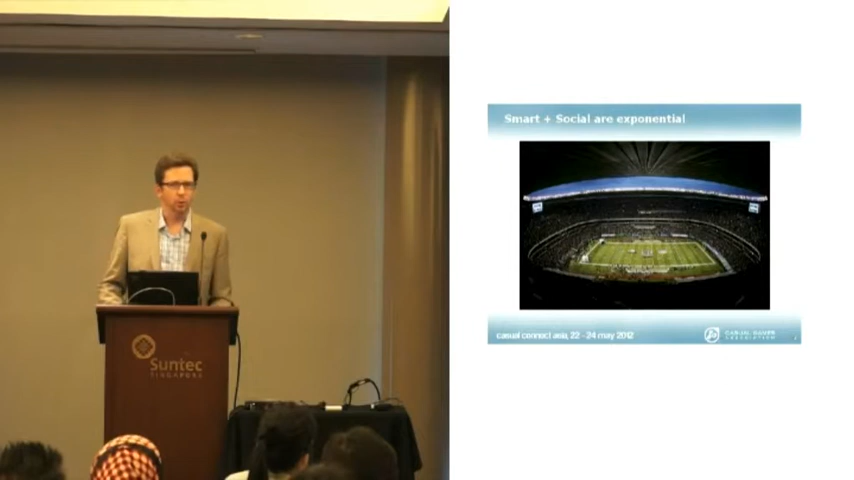 Suntec
SINGAPORE
Smart + Social are exponential
casual connect asia, 22 - 24 may 2012
CASUAL GAMES
ASSOCIATION